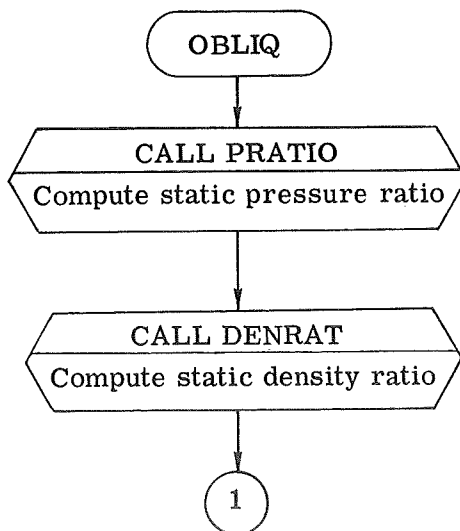 OBLIQ
CALL PRATIO
Compute static pressure ratio
CALL DENRAT
Compute static density ratio
1